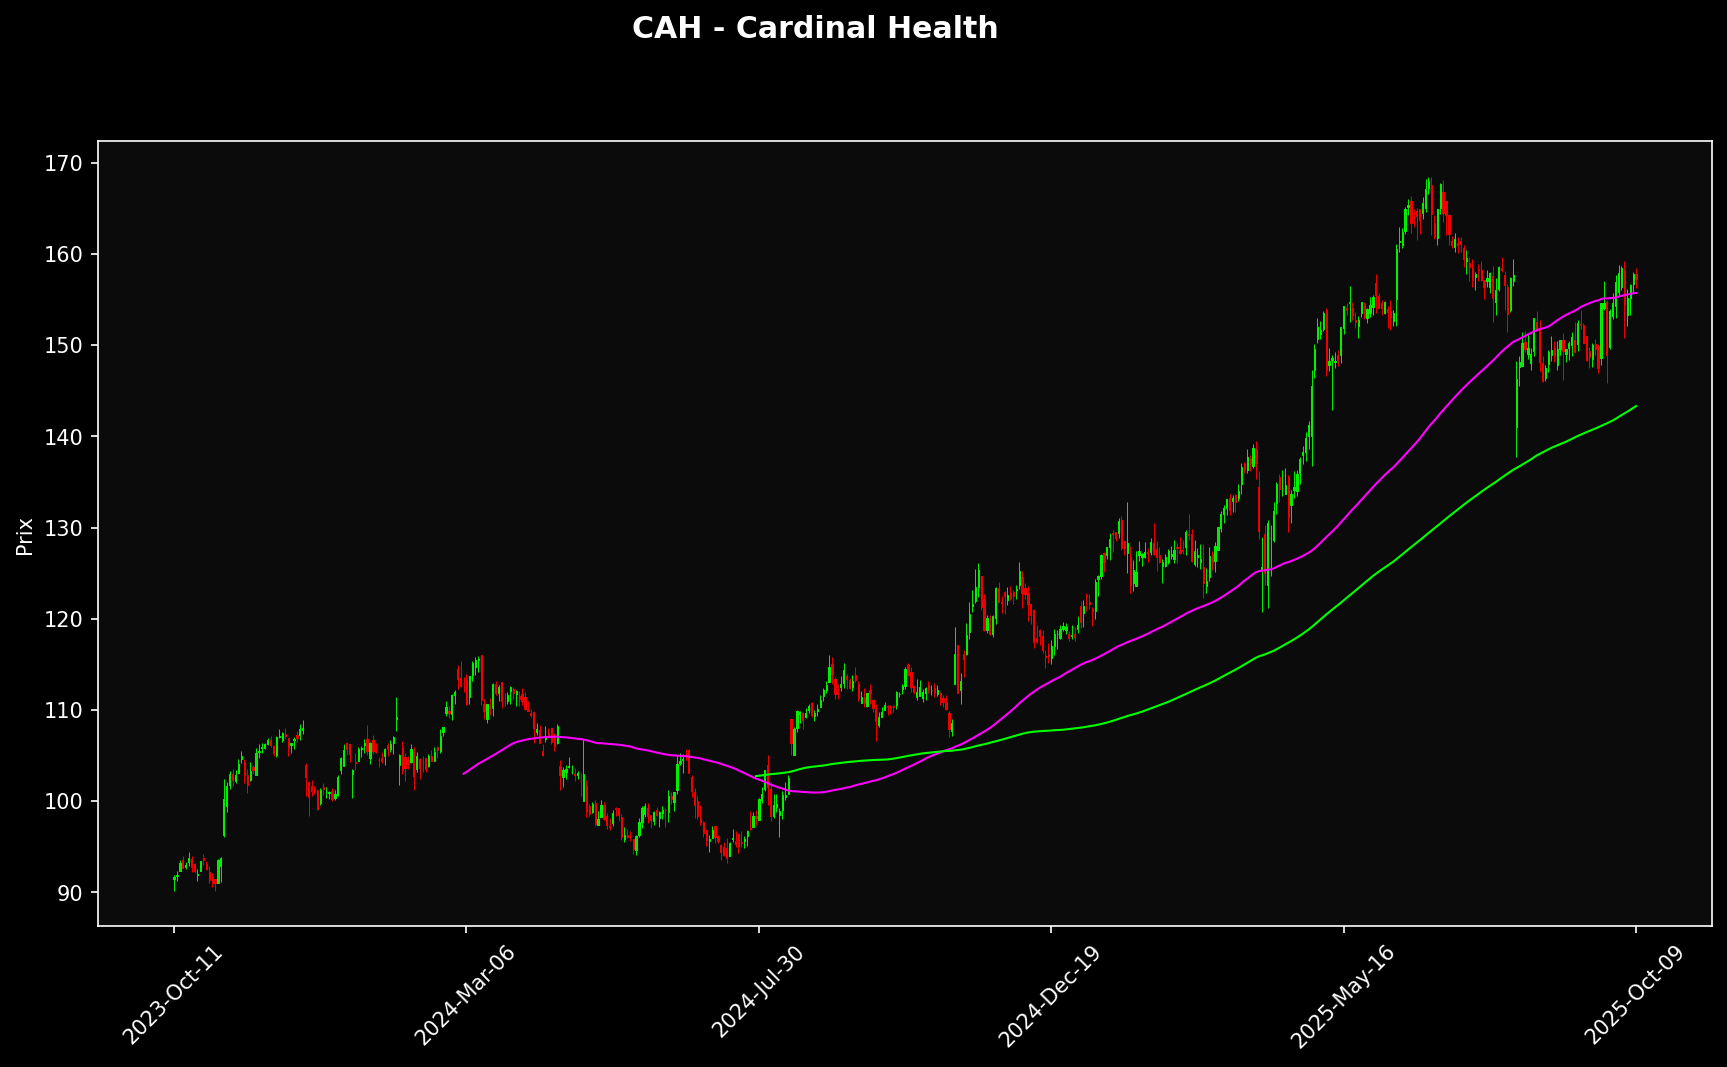 CAH - Cardinal Health
Prix
170
160
150
140
130
120
110
100
90
2023-Oct-11
2024-Mar-06
2024-Jul-30
2024-Dec-19
2025-May-16
2025-Oct-09